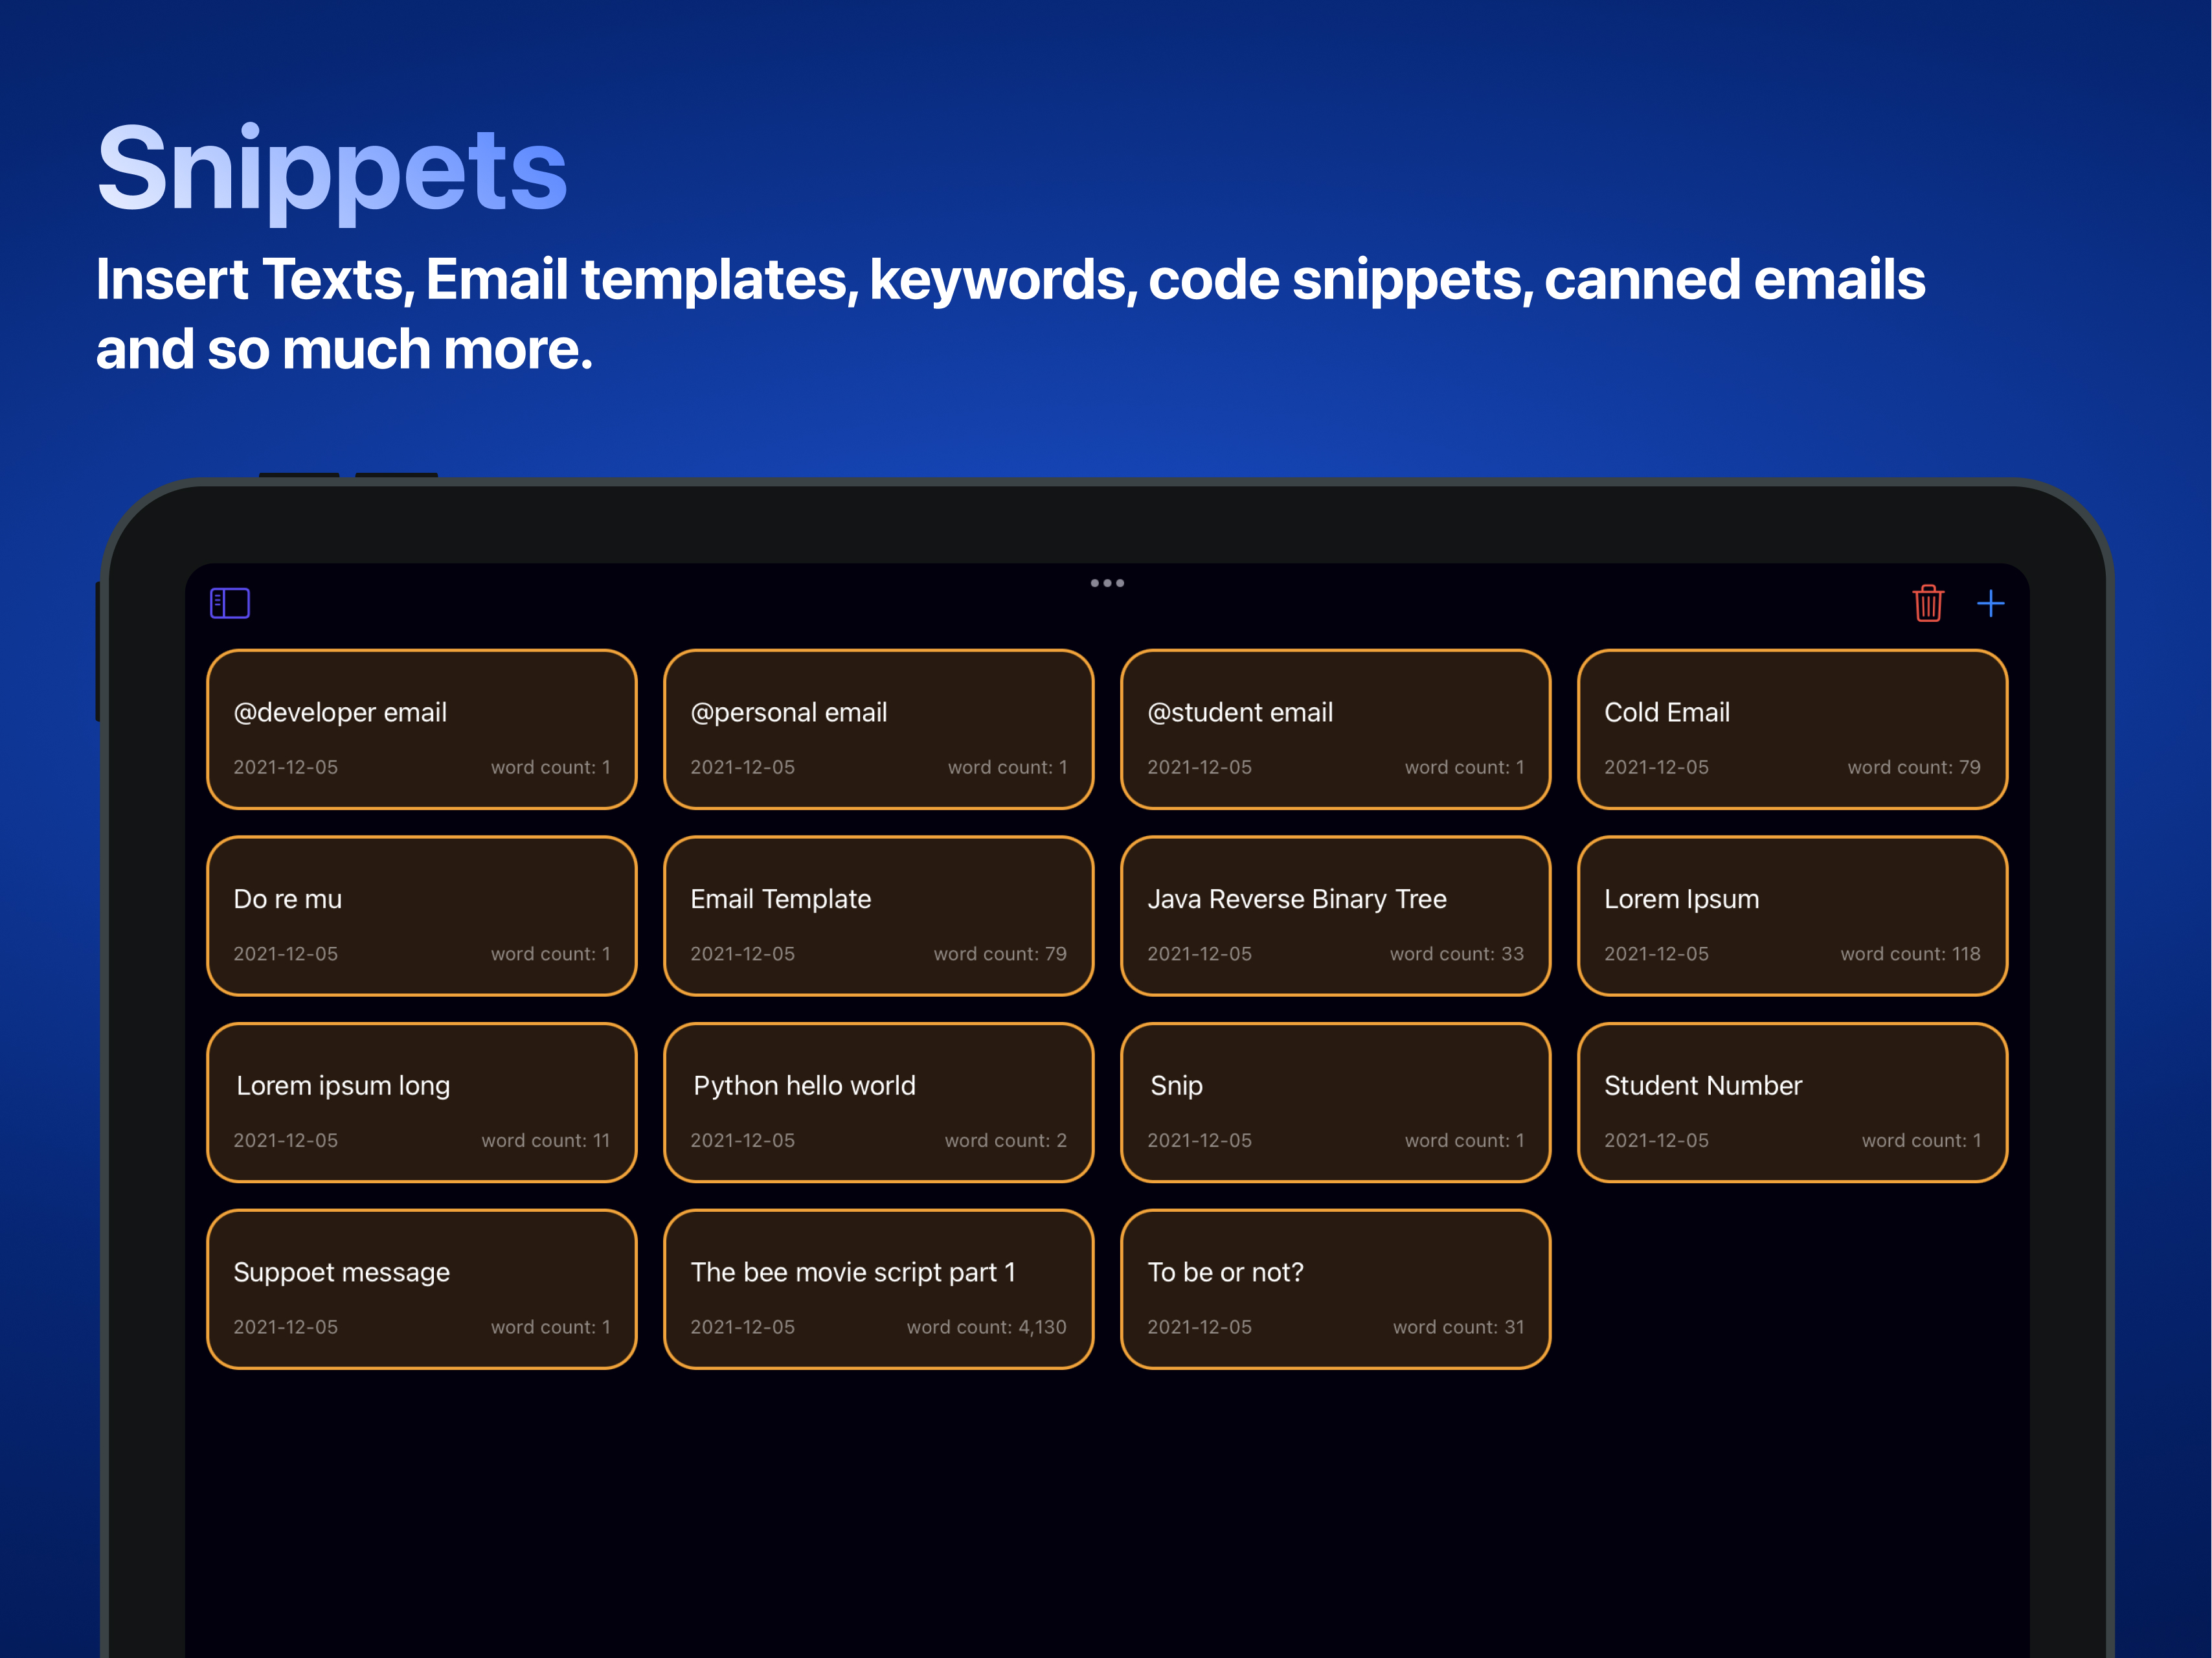 Snippets
Insert Texts, Email templates, keywords, code snippets, canned emails
and so much more.
@developer email
2021-12-05 word count: 1
@personal email
2021-12-05 word count: 1
@student email
2021-12-05 word count: 1
Cold Email
2021-12-05 word count: 79
Do re mu
2021-12-05 word count: 1
Email Template
2021-12-05 word count: 79
Java Reverse Binary Tree
2021-12-05 word count: 33
Lorem Ipsum
2021-12-05 word count: 118
Lorem ipsum long
2021-12-05 word count: 11
Python hello world
2021-12-05 word count: 2
Snip
2021-12-05 word count: 1
Student Number
2021-12-05 word count: 1
Suppoet message
2021-12-05 word count: 1
The bee movie script part 1
2021-12-05 word count: 4,130
To be or not?
2021-12-05 word count: 31